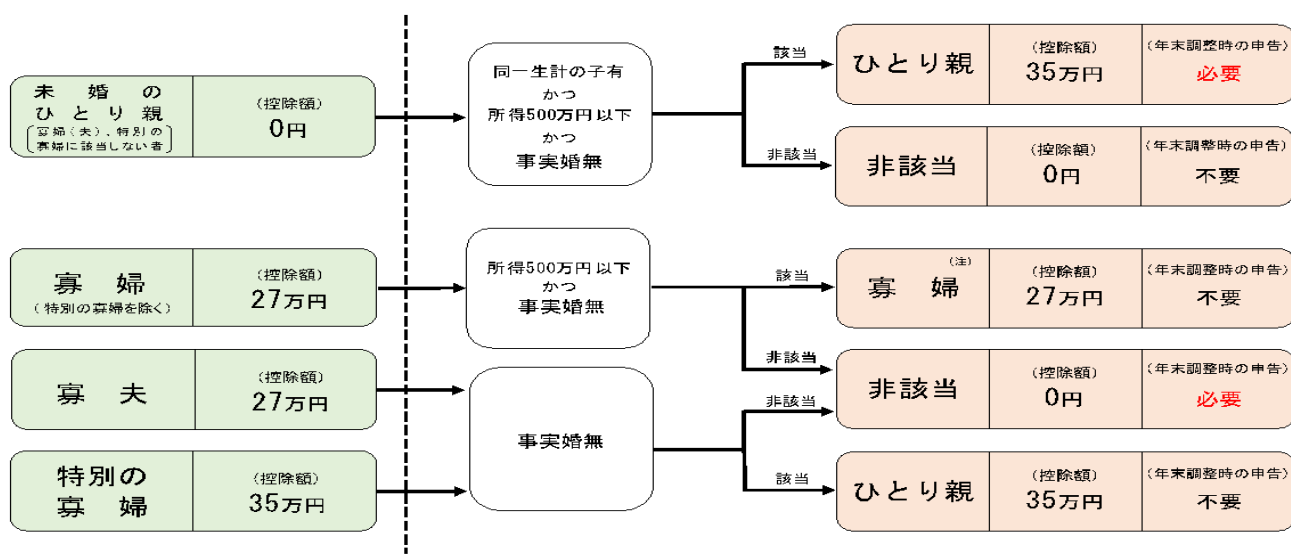 未婚の
ひとり親
寡婦(夫)、特別の
寡婦に該当しない者
(控除額)
0円
同一生計の子有
かつ
所得500万円以下
かつ
事実婚無
該当
ひとり親
(控除額)
35万円
(年末調整時の申告)
必要
非該当
非該当
(控除額)
0円
(年末調整時の申告)
不要
寡婦
(特別の寡婦を除く)
(控除額)
27万円
所得500万円以下
かつ
事実婚無
該当
寡婦
(注)
(控除額)
27万円
(年末調整時の申告)
不要
寡夫
(控除額)
27万円
非該当
非該当
非該当
(控除額)
0円
(年末調整時の申告)
必要
事実婚無
特別の
寡婦
(控除額)
35万円
該当
ひとり親
(控除額)
35万円
(年末調整時の申告)
不要